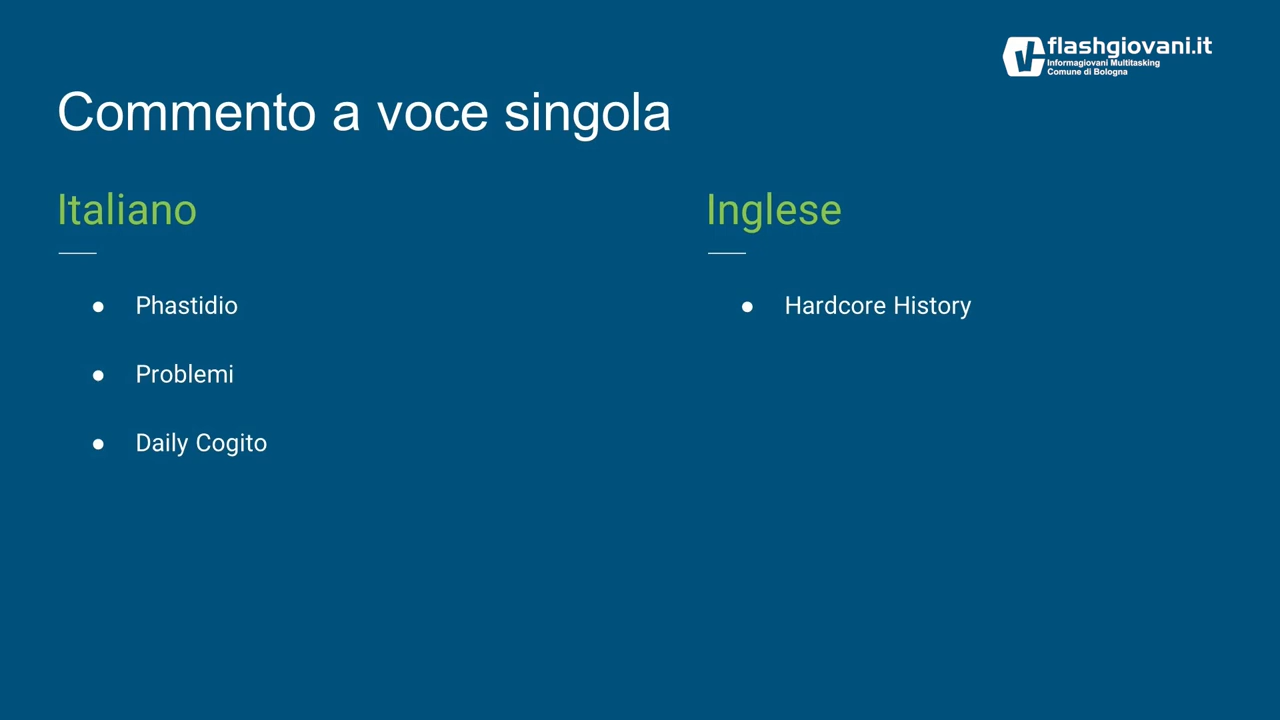 flashgiovani.it
Informagiovani Multitasking
Comune di Bologna
Commento a voce singola
Italiano
● Phastidio
● Problemi
● Daily Cogito
Inglese
● Hardcore History